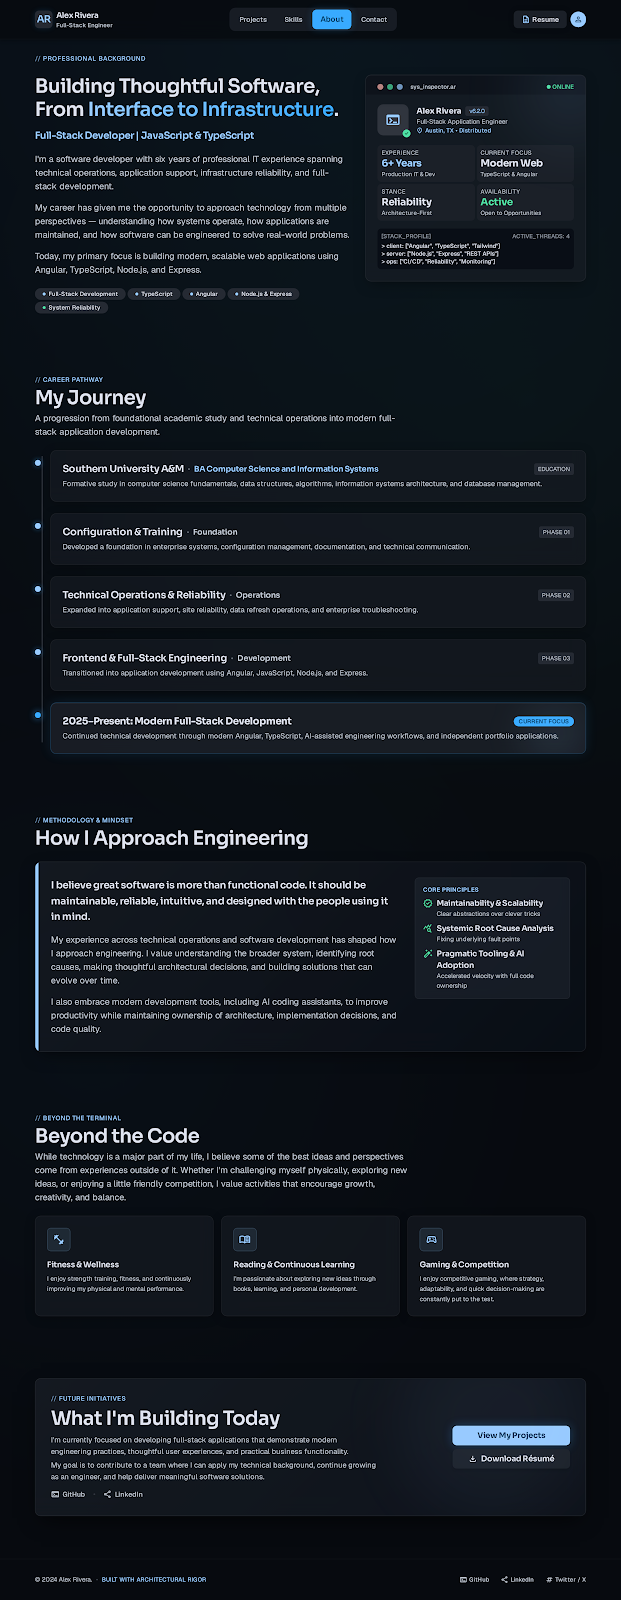 AR
Alex Rivera
Full-Stack Engineer
Projects
Skills
About
Contact
Resume
// PROFESSIONAL BACKGROUND
Building Thoughtful Software,
From Interface to Infrastructure.
Full-Stack Developer | JavaScript & TypeScript
I'm a software developer with six years of professional IT experience spanning
technical operations, application support, infrastructure reliability, and full-
stack development.
My career has given me the opportunity to approach technology from multiple
perspectives — understanding how systems operate, how applications are
maintained, and how software can be engineered to solve real-world problems.
Today, my primary focus is building modern, scalable web applications using
Angular, TypeScript, Node.js, and Express.
Full-Stack Development
TypeScript
Angular
Node.js & Express
System Reliability
sys_inspector.ar
ONLINE
Alex Rivera
v6.2.0
Full-Stack Application Engineer
Austin, TX • Distributed
EXPERIENCE
6+ Years
Production IT & Dev
CURRENT FOCUS
Modern Web
TypeScript & Angular
STANCE
Reliability
Architecture-First
AVAILABILITY
Active
Open to Opportunities
[STACK_PROFILE]
ACTIVE_THREADS: 4
> client: ["Angular", "TypeScript", "Tailwind"]
> server: ["Node.js", "Express", "REST APIs"]
> ops: ["CI/CD", "Reliability", "Monitoring"]
// CAREER PATHWAY
My Journey
A progression from foundational academic study and technical operations into modern full-
stack application development.
Southern University A&M · BA Computer Science and Information Systems
EDUCATION
Formative study in computer science fundamentals, data structures, algorithms, information systems architecture, and database management.
Configuration & Training · Foundation
PHASE 01
Developed a foundation in enterprise systems, configuration management, documentation, and technical communication.
Technical Operations & Reliability · Operations
PHASE 02
Expanded into application support, site reliability, data refresh operations, and enterprise troubleshooting.
Frontend & Full-Stack Engineering · Development
PHASE 03
Transitioned into application development using Angular, JavaScript, Node.js, and Express.
2025–Present: Modern Full-Stack Development
CURRENT FOCUS
Continued technical development through modern Angular, TypeScript, AI-assisted engineering workflows, and independent portfolio applications.
// METHODOLOGY & MINDSET
How I Approach Engineering
I believe great software is more than functional code. It should be
maintainable, reliable, intuitive, and designed with the people using it
in mind.
My experience across technical operations and software development has shaped how
I approach engineering. I value understanding the broader system, identifying root
causes, making thoughtful architectural decisions, and building solutions that can
evolve over time.
I also embrace modern development tools, including AI coding assistants, to improve
productivity while maintaining ownership of architecture, implementation decisions, and
code quality.
CORE PRINCIPLES
Maintainability & Scalability
Clear abstractions over clever tricks
Systemic Root Cause Analysis
Fixing underlying fault points
Pragmatic Tooling & AI
Adoption
Accelerated velocity with full code
ownership
// BEYOND THE TERMINAL
Beyond the Code
While technology is a major part of my life, I believe some of the best ideas and perspectives
come from experiences outside of it. Whether I'm challenging myself physically, exploring new
ideas, or enjoying a little friendly competition, I value activities that encourage growth,
creativity, and balance.
Fitness & Wellness
I enjoy strength training, fitness, and continuously
improving my physical and mental performance.
Reading & Continuous Learning
I'm passionate about exploring new ideas through
books, learning, and personal development.
Gaming & Competition
I enjoy competitive gaming, where strategy,
adaptability, and quick decision-making are
constantly put to the test.
// FUTURE INITIATIVES
What I'm Building Today
I'm currently focused on developing full-stack applications that demonstrate modern
engineering practices, thoughtful user experiences, and practical business functionality.
My goal is to contribute to a team where I can apply my technical background, continue growing
as an engineer, and help deliver meaningful software solutions.
GitHub · LinkedIn
View My Projects
Download Résumé
© 2024 Alex Rivera. · BUILT WITH ARCHITECTURAL RIGOR
GitHub
LinkedIn
# Twitter / X